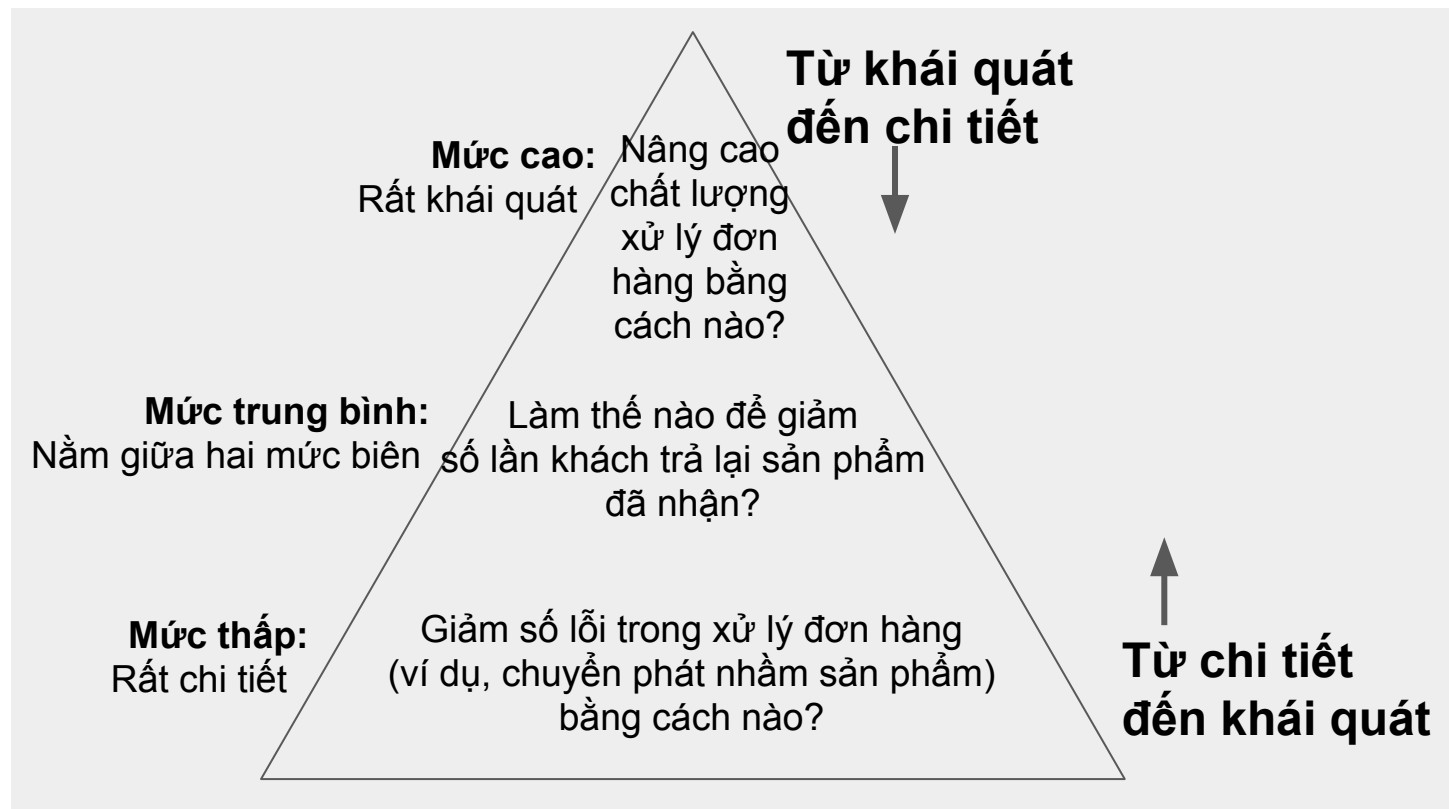 Từ khái quát
đến chi tiết
Mức cao:
Rất khái quát
Nâng cao
chất lượng
xử lý đơn
hàng bằng
cách nào?
Mức trung bình:
Nằm giữa hai mức biên
Làm thế nào để giảm
số lần khách trả lại sản phẩm
đã nhận?
Mức thấp:
Rất chi tiết
Giảm số lỗi trong xử lý đơn hàng
(ví dụ, chuyển phát nhầm sản phẩm)
bằng cách nào?
Từ chi tiết
đến khái quát